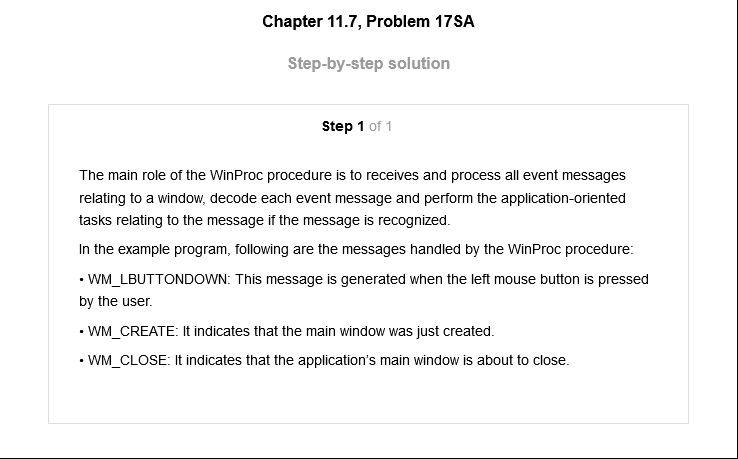 Chapter 11.7, Problem 17SA
Step-by-step solution
Step 1 of 1
The main role of the WinProc procedure is to receives and process all event messages
relating to a window, decode each event message and perform the application-oriented
tasks relating to the message if the message is recognized.
In the example program, following are the messages handled by the WinProc procedure:
• WM_LBUTTONDOWN: This message is generated when the left mouse button is pressed
by the user.
• WM_CREATE: It indicates that the main window was just created.
• WM_CLOSE: It indicates that the application's main window is about to close.